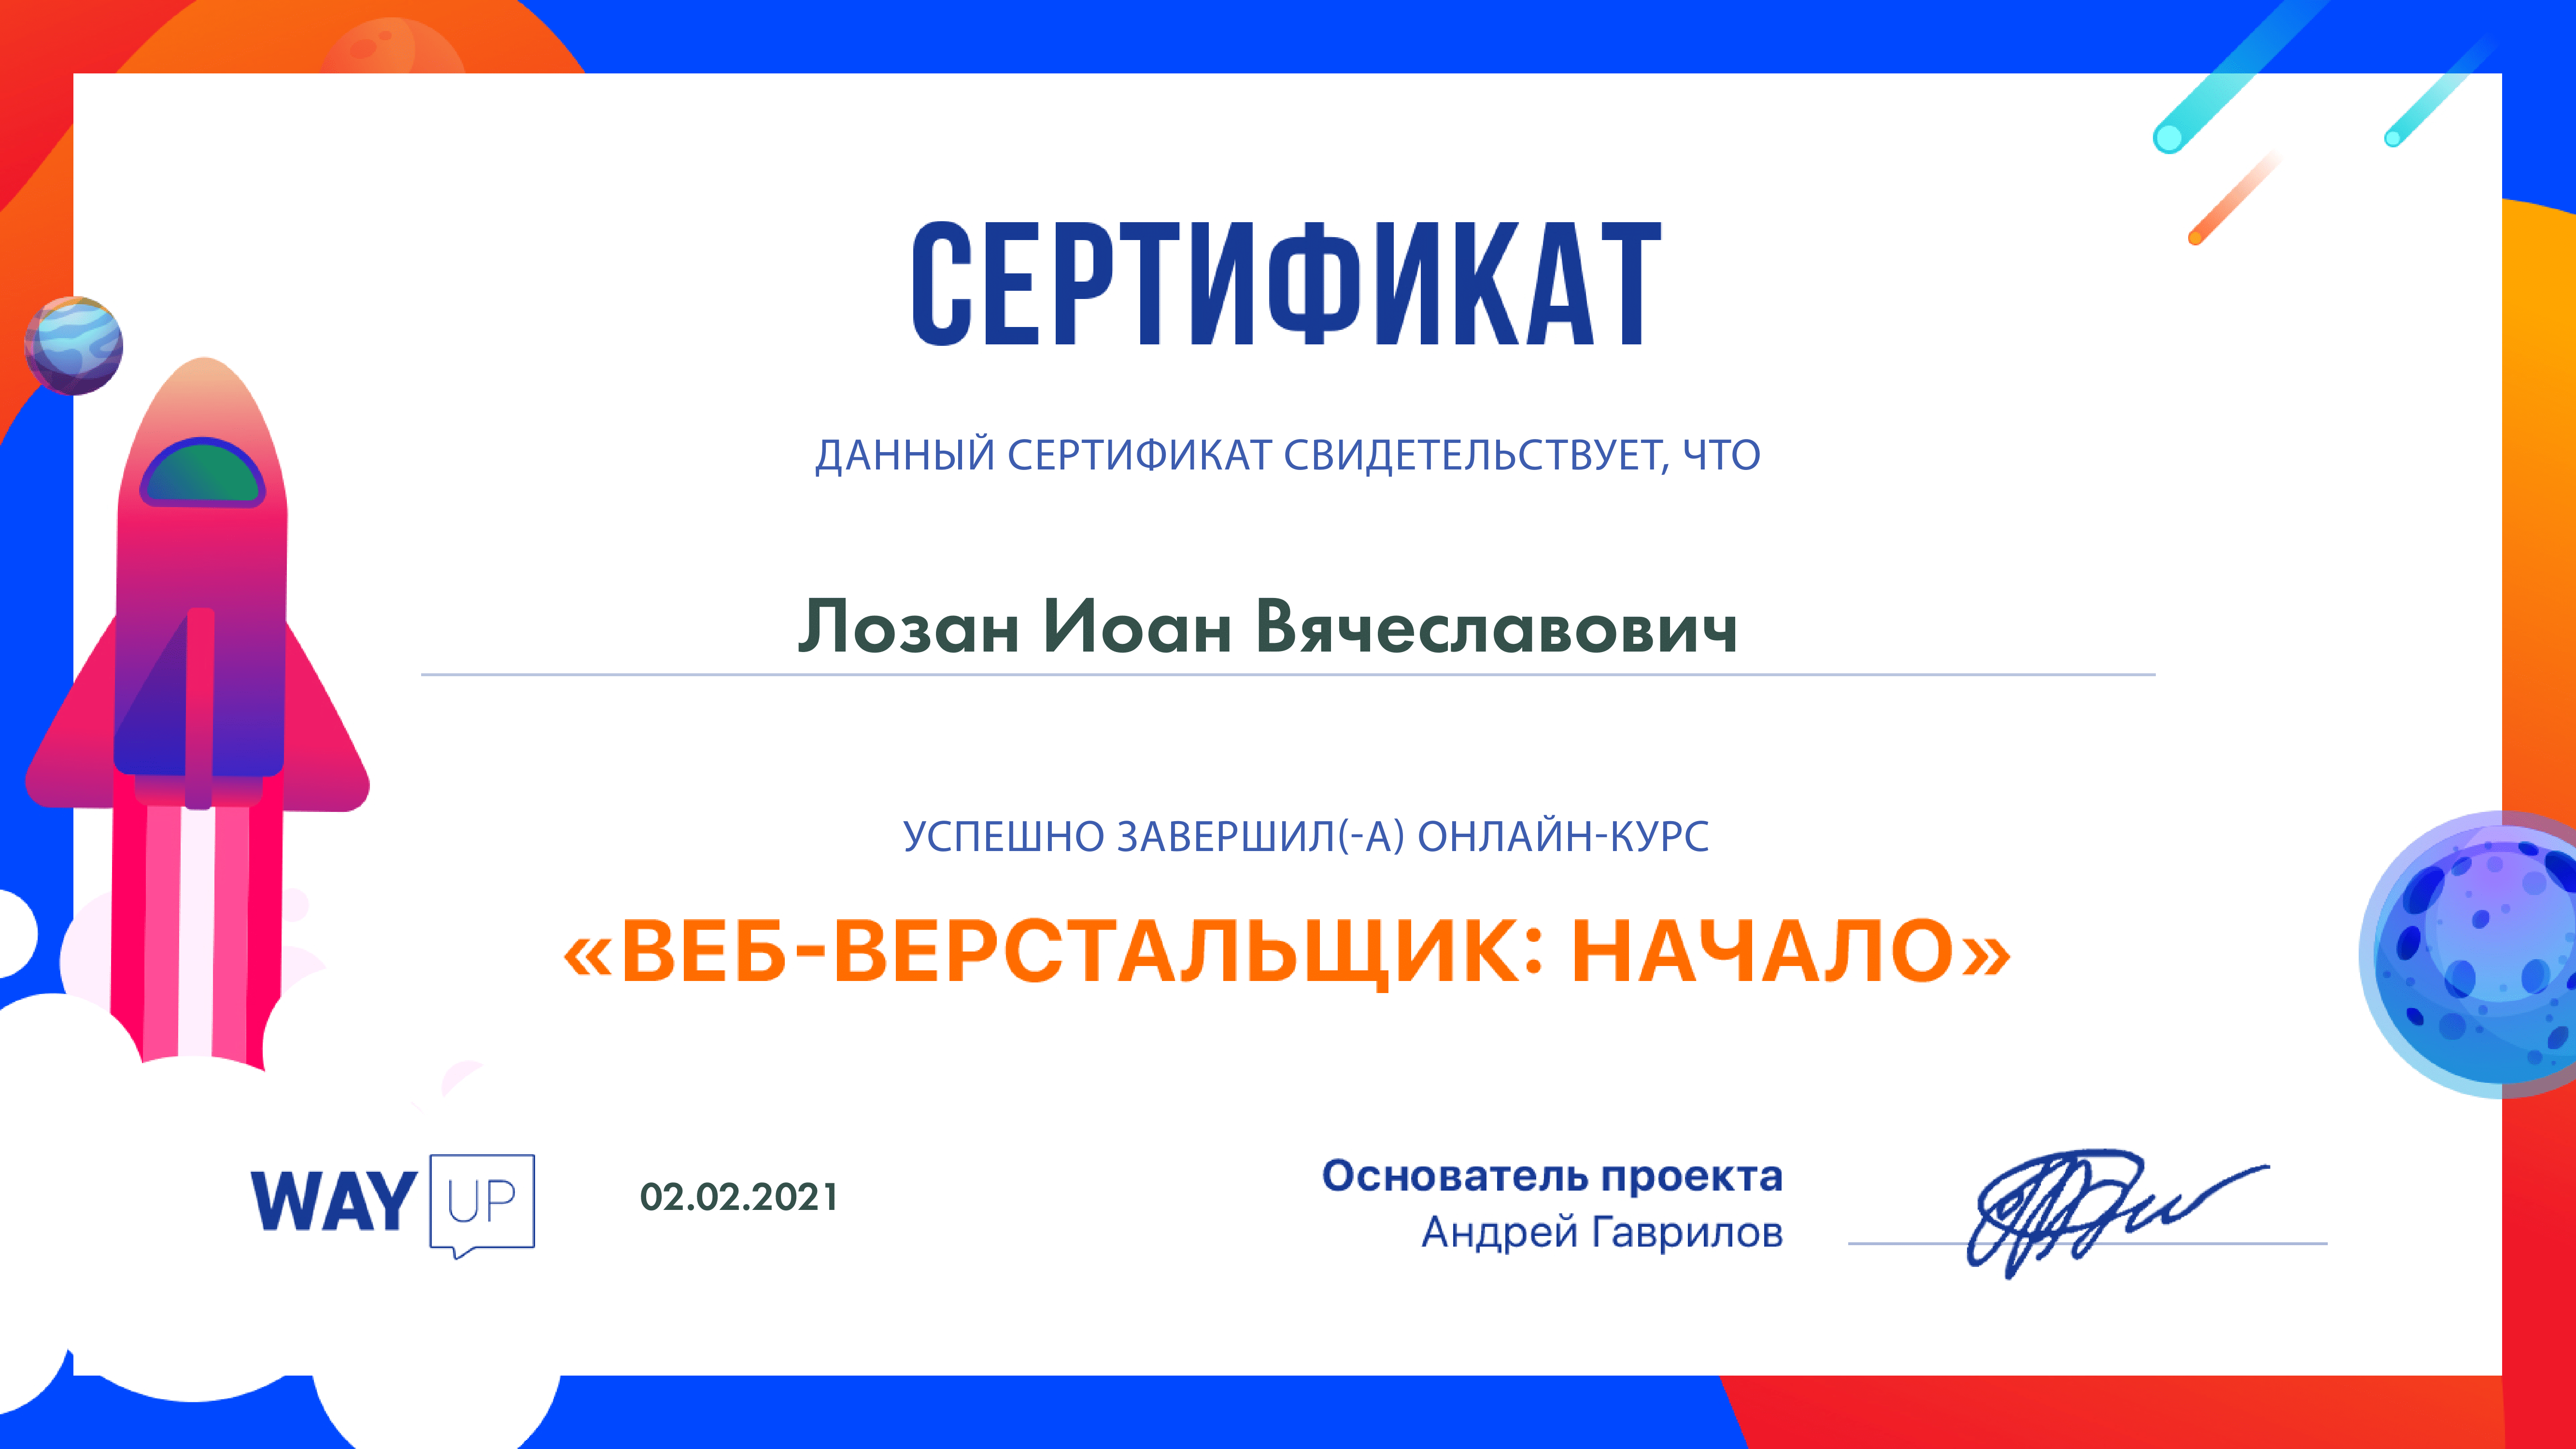 СЕРТИФИКАТ
ДАННЫЙ СЕРТИФИКАТ СВИДЕТЕЛЬСТВУЕТ, ЧТО
Лозан Иоан Вячеславович
УСПЕШНО ЗАВЕРШИЛ(-А) ОНЛАЙН-КУРС
«ВЕБ-ВЕРСТАЛЬЩИК: НАЧАЛО»
WAY UP
02.02.2021
Основатель проекта
Андрей Гаврилов